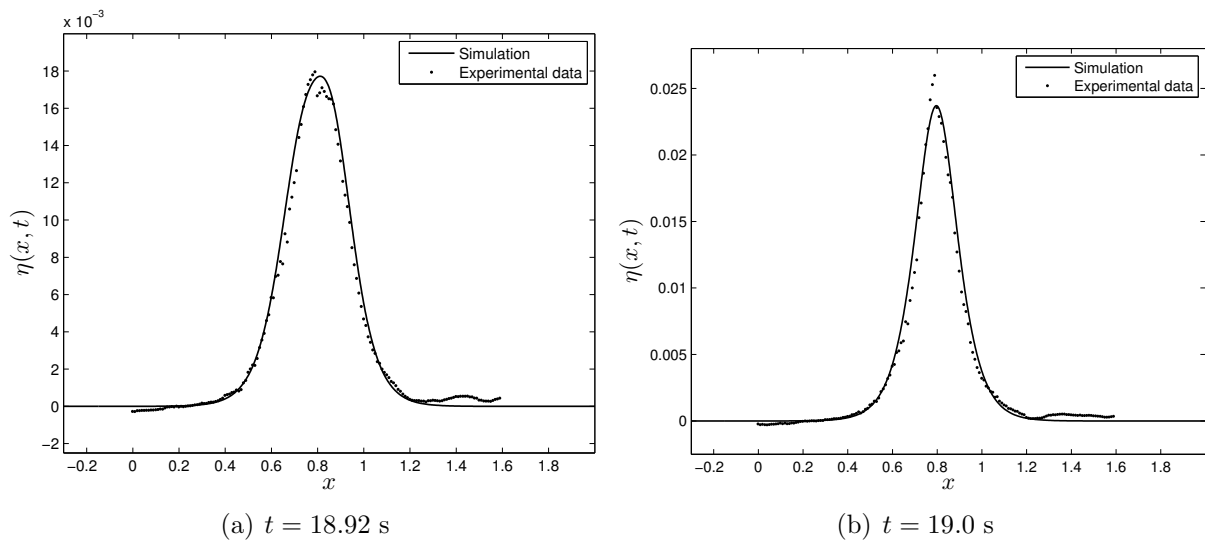 x 10⁻³
Simulation
Experimental data
18
16
14
12
10
8
6
4
2
0
−2
η(x, t)
−0.2 0 0.2 0.4 0.6 0.8 1 1.2 1.4 1.6 1.8
x
(a) t = 18.92 s
Simulation
Experimental data
0.025
0.02
0.015
0.01
0.005
0
η(x, t)
−0.2 0 0.2 0.4 0.6 0.8 1 1.2 1.4 1.6 1.8
x
(b) t = 19.0 s